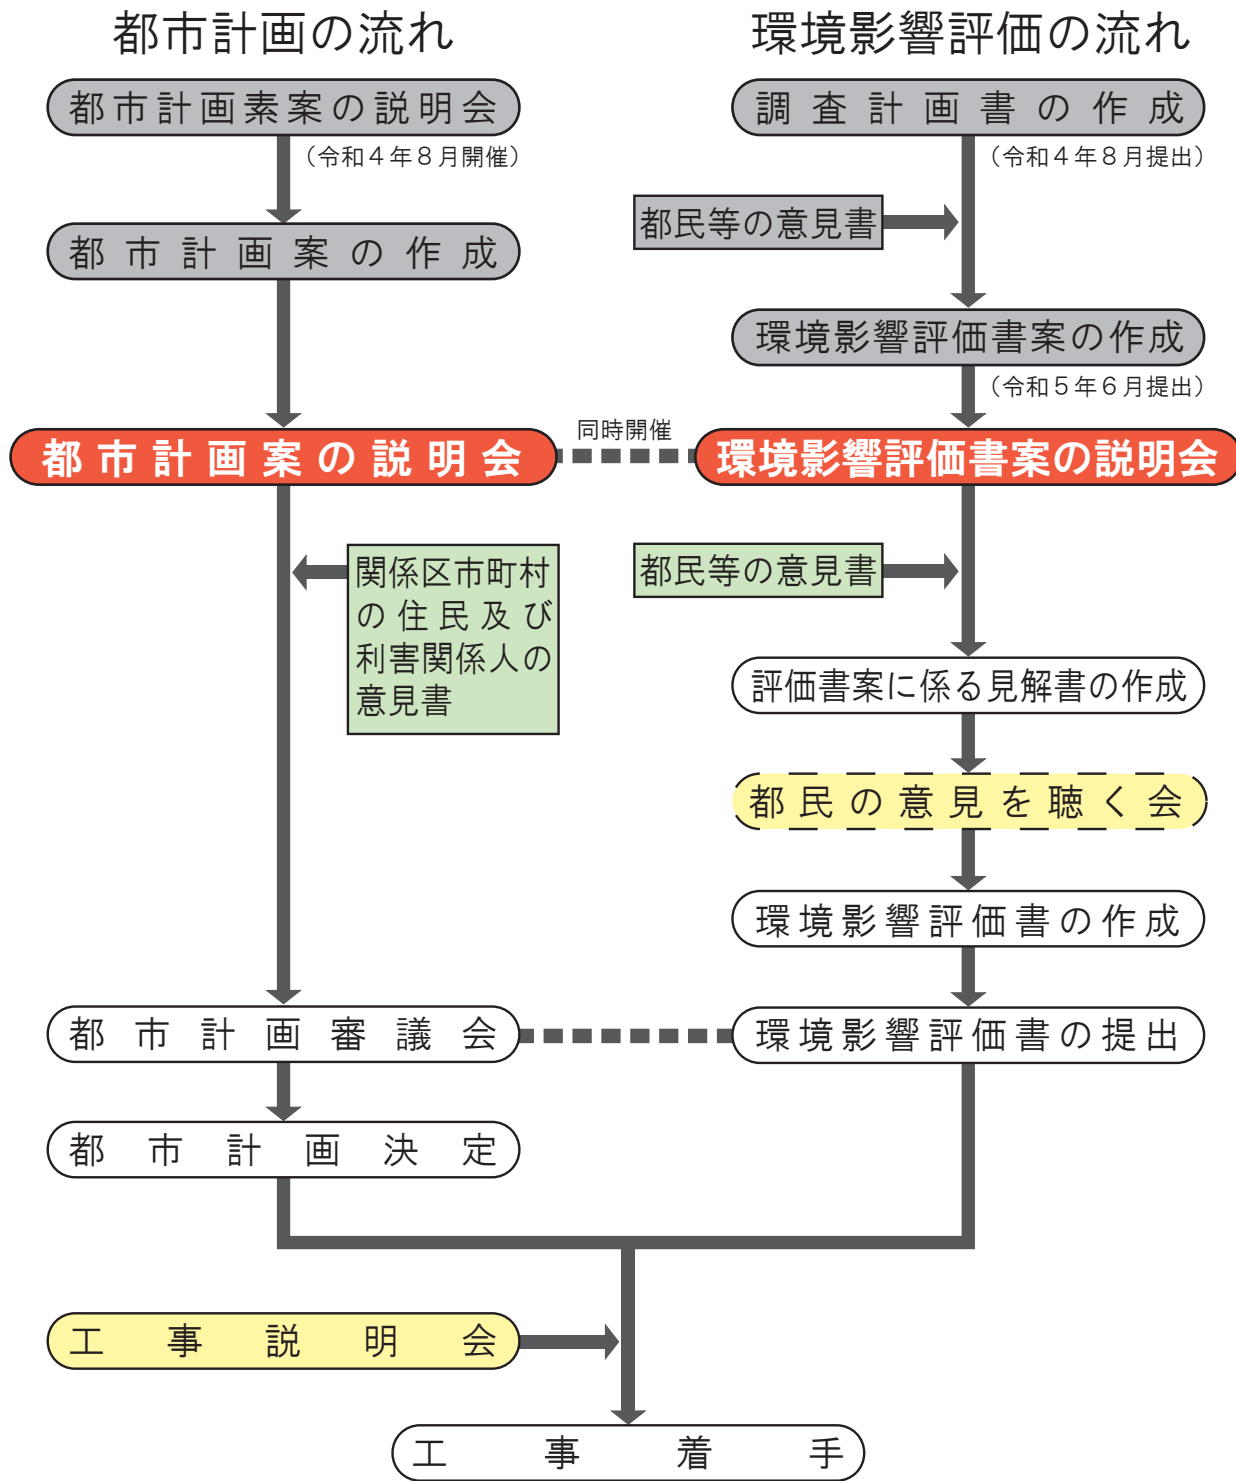 都市計画の流れ
都市計画素案の説明会
（令和４年８月開催）
都市計画案の作成
都市計画案の説明会
関係区市町村
の住民及び
利害関係人の
意見書
都市計画審議会
都市計画決定
環境影響評価の流れ
調査計画書の作成
（令和４年８月提出）
都民等の意見書
環境影響評価書案の作成
（令和５年６月提出）
同時開催
環境影響評価書案の説明会
都民等の意見書
評価書案に係る見解書の作成
都民の意見を聴く会
環境影響評価書の作成
環境影響評価書の提出
工事説明会
工事着手